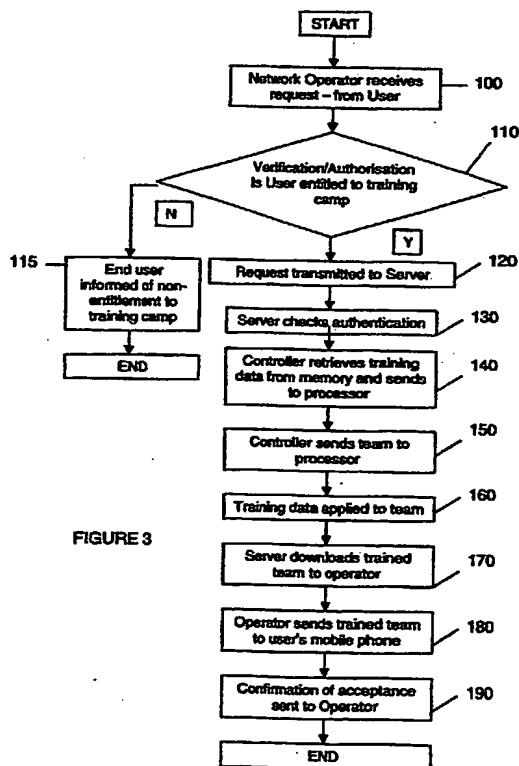 START
Network Operator receives
request – from User
100
110
Verification/Authorisation
Is User entitled to training
camp
N
Y
115
End user
informed of non-
entitlement to
training camp
END
Request transmitted to Server.
120
Server checks authentication
130
Controller retrieves training
data from memory and sends
to processor
140
Controller sends team to
processor
150
Training data applied to team
160
FIGURE 3
Server downloads trained
team to operator
170
Operator sends trained team
to user's mobile phone
180
Confirmation of acceptance
sent to Operator
190
END